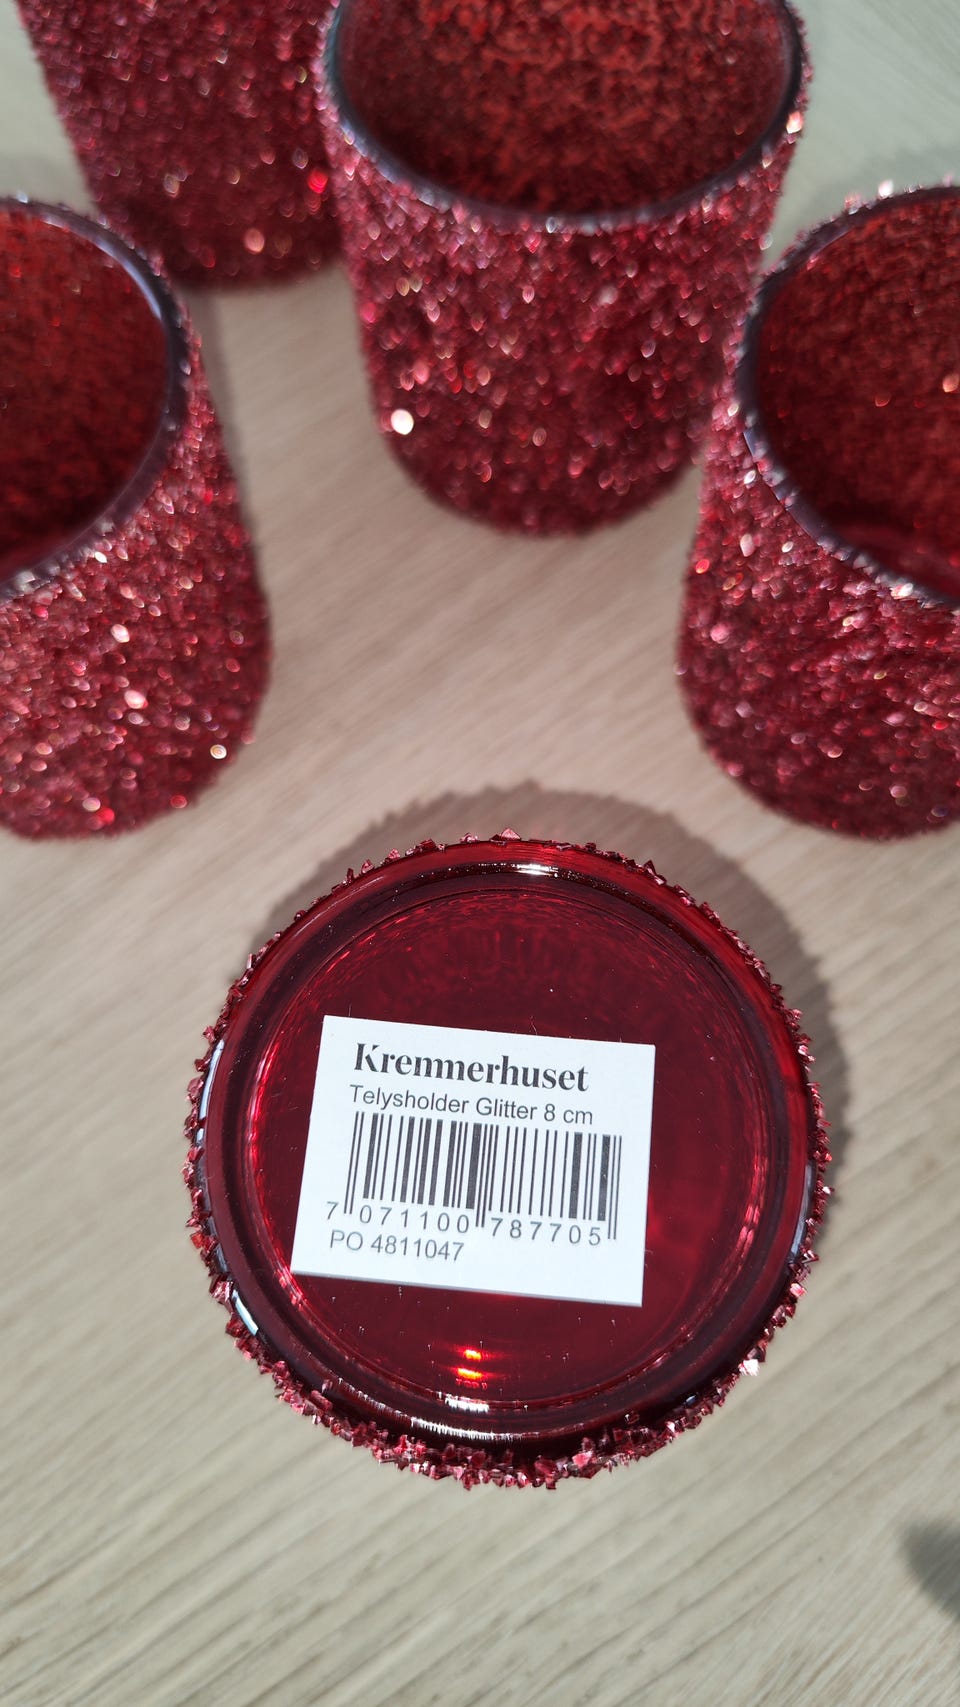 Kremmerhuset
Telysholder Glitter 8 cm
7 071100 787705
PO 4811047